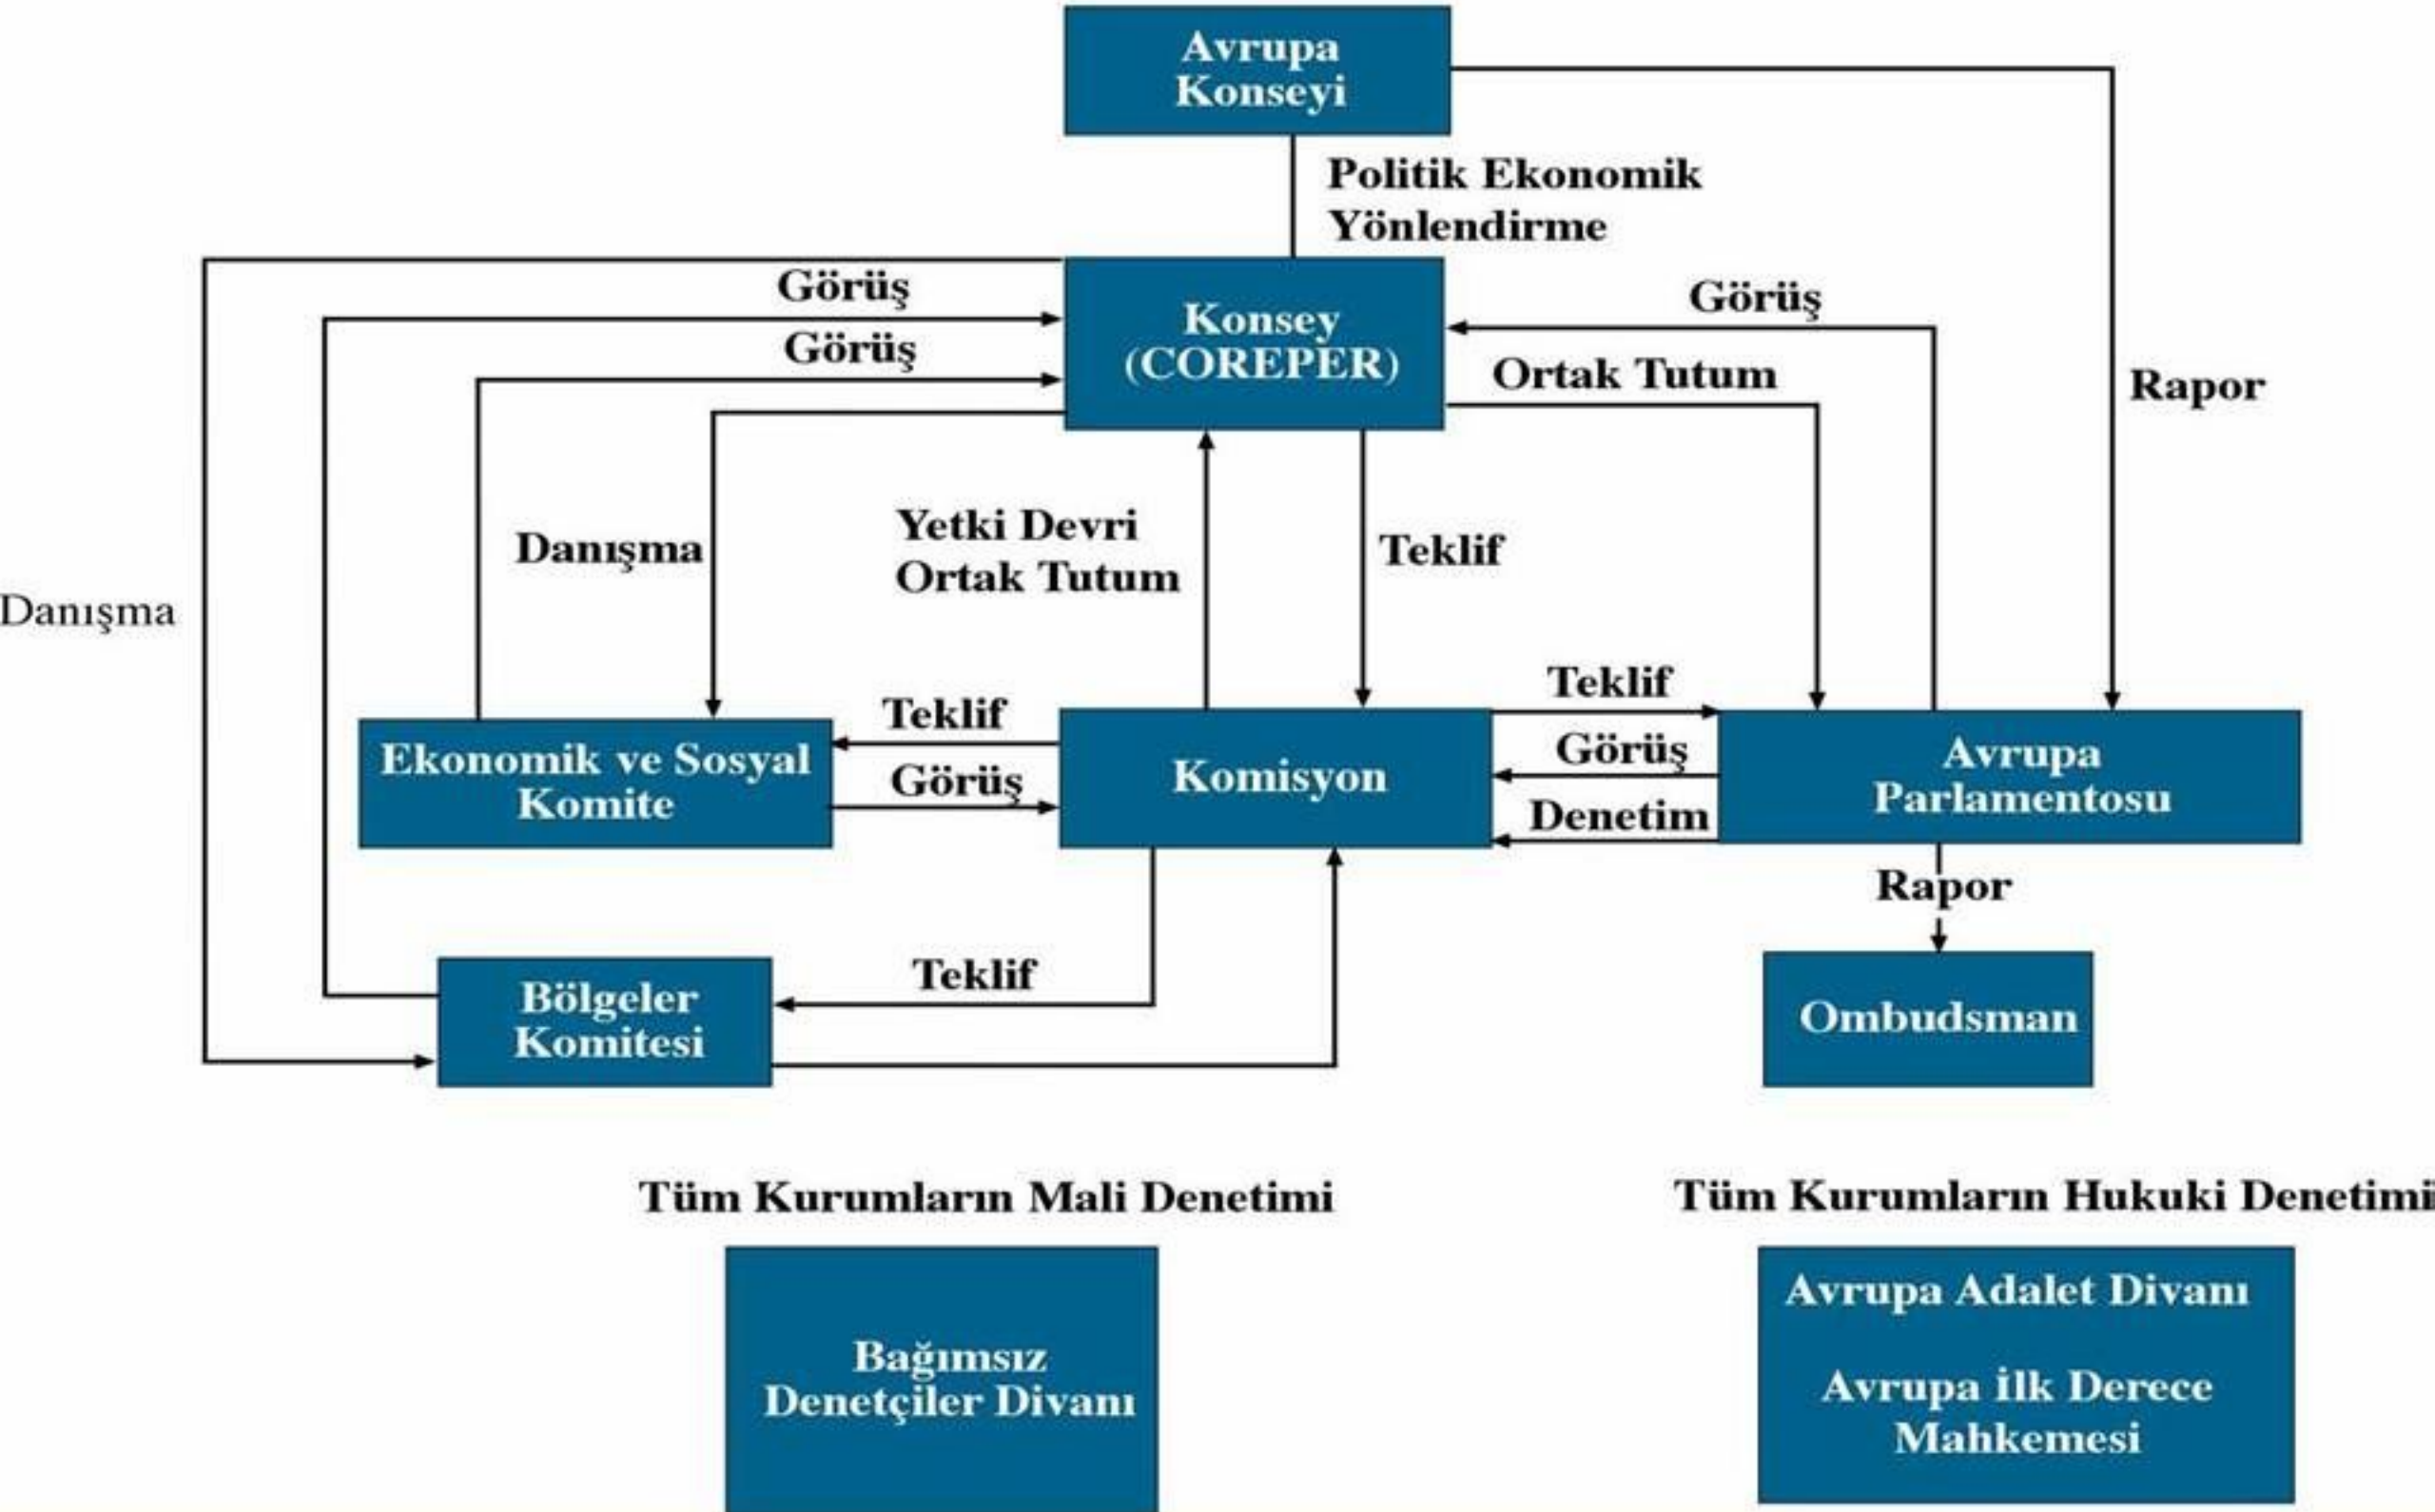 Avrupa
Konseyi
Politik Ekonomik
Yönlendirme
Görüş
Görüş
Konsey
(COREPER)
Görüş
Ortak Tutum
Rapor
Danışma
Danışma
Yetki Devri
Ortak Tutum
Teklif
Teklif
Görüş
Teklif
Görüş
Denetim
Ekonomik ve Sosyal
Komite
Komisyon
Avrupa
Parlamentosu
Rapor
Teklif
Bölgeler
Komitesi
Ombudsman
Tüm Kurumların Mali Denetimi
Tüm Kurumların Hukuki Denetimi
Bağımsız
Denetçiler Divanı
Avrupa Adalet Divanı
Avrupa İlk Derece
Mahkemesi